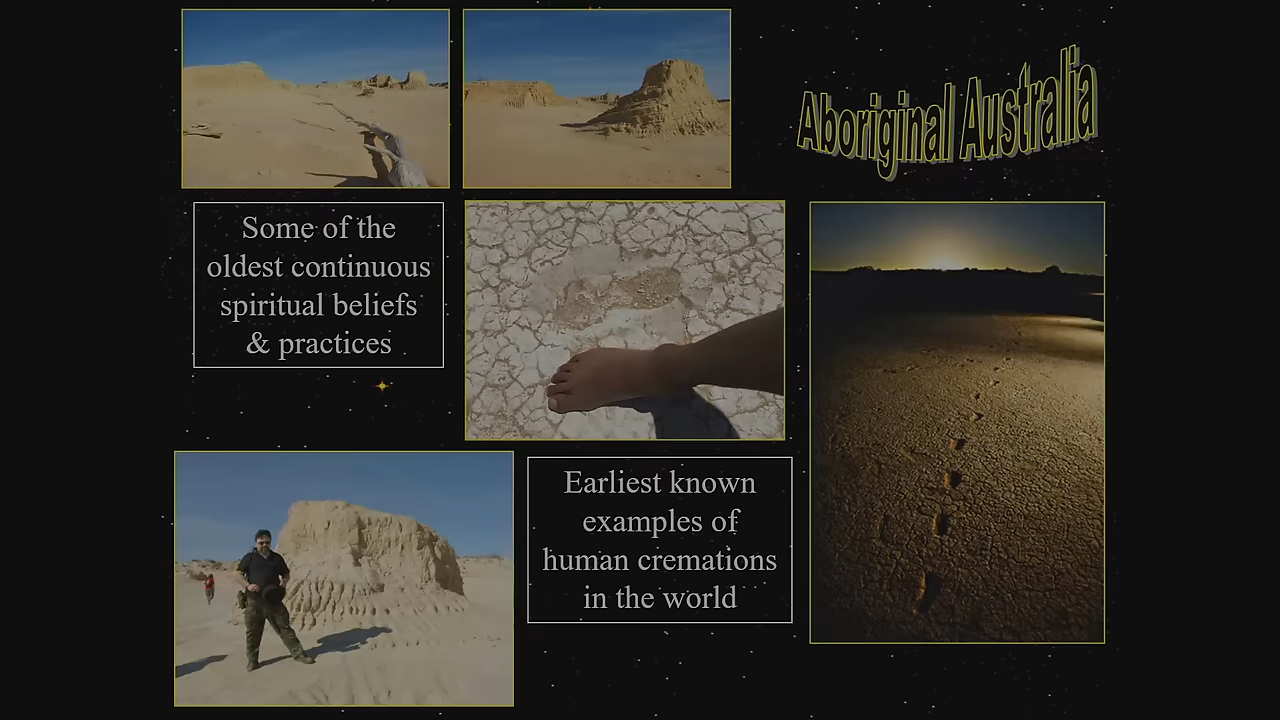 Aboriginal Australia
Some of the
oldest continuous
spiritual beliefs
& practices
Earliest known
examples of
human cremations
in the world